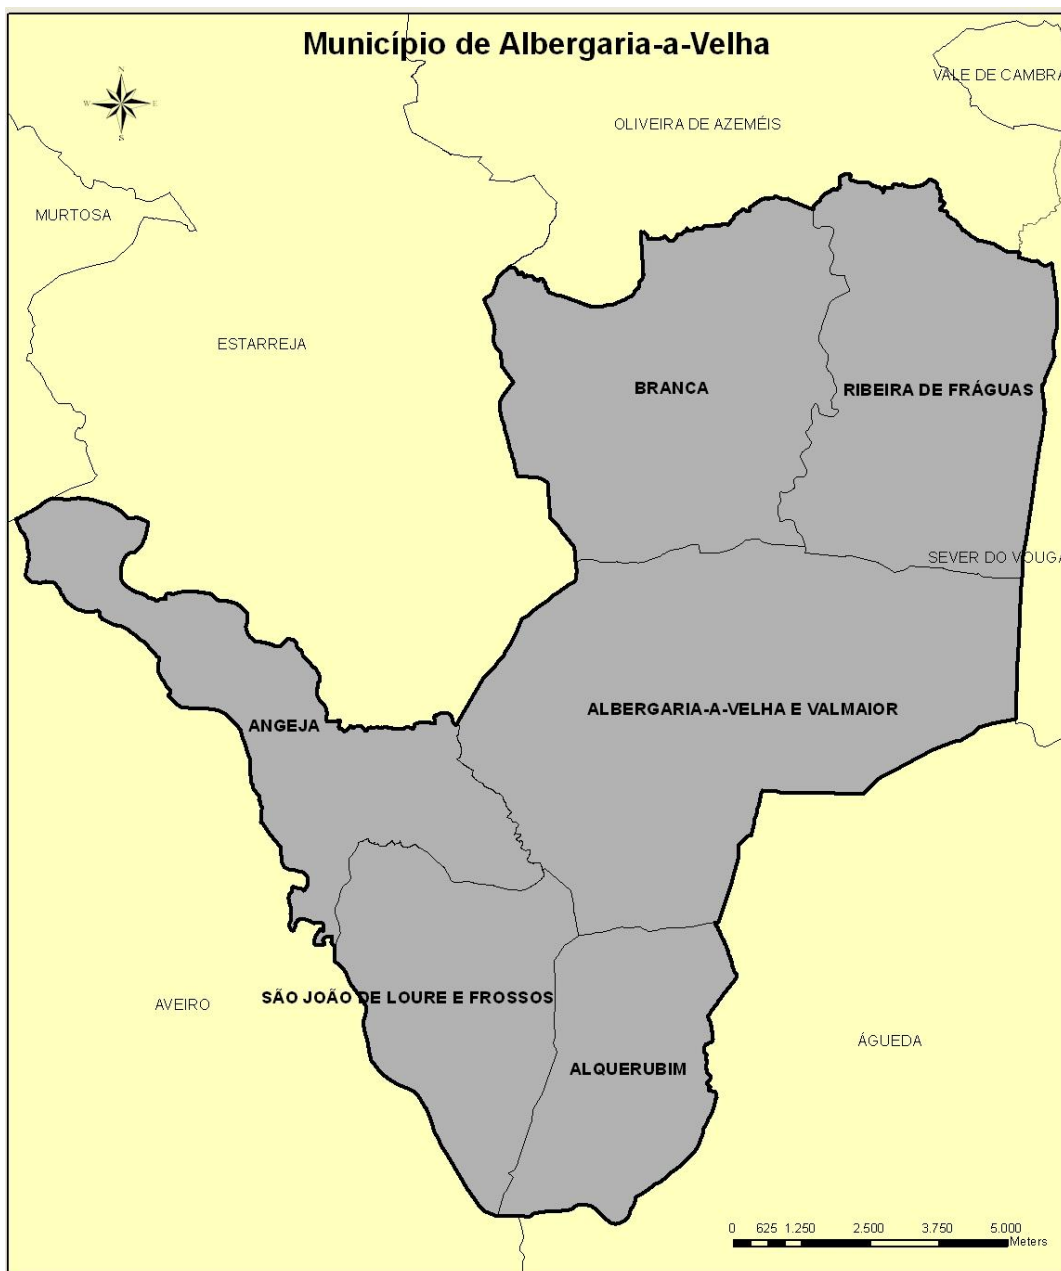 Município de Albergaria-a-Velha
N
W E
S
VALE DE CAMBRA
OLIVEIRA DE AZEMÉIS
MURTOSA
ESTARREJA
BRANCA
RIBEIRA DE FRÁGUAS
SEVER DO VOUGA
ALBERGARIA-A-VELHA E VALMAIOR
ANGEJA
SÃO JOÃO DE LOURE E FROSSOS
AVEIRO
ÁGUEDA
ALQUERUBIM
0 625 1.250 2.500 3.750 5.000
Meters